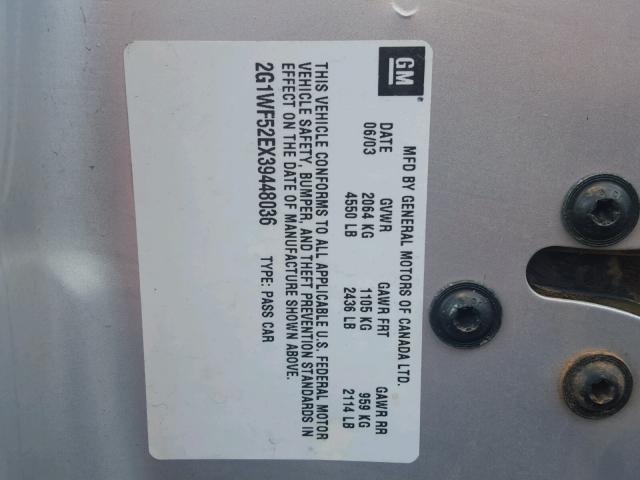 GM
MFD BY GENERAL MOTORS OF CANADA LTD.
DATE GVWR GAWR FRT GAWR RR
06/03 2064 KG 1105 KG 959 KG
4550 LB 2436 LB 2114 LB
THIS VEHICLE CONFORMS TO ALL APPLICABLE U.S. FEDERAL MOTOR
VEHICLE SAFETY, BUMPER, AND THEFT PREVENTION STANDARDS IN
EFFECT ON THE DATE OF MANUFACTURE SHOWN ABOVE.
2G1WF52EX39448036 TYPE: PASS CAR